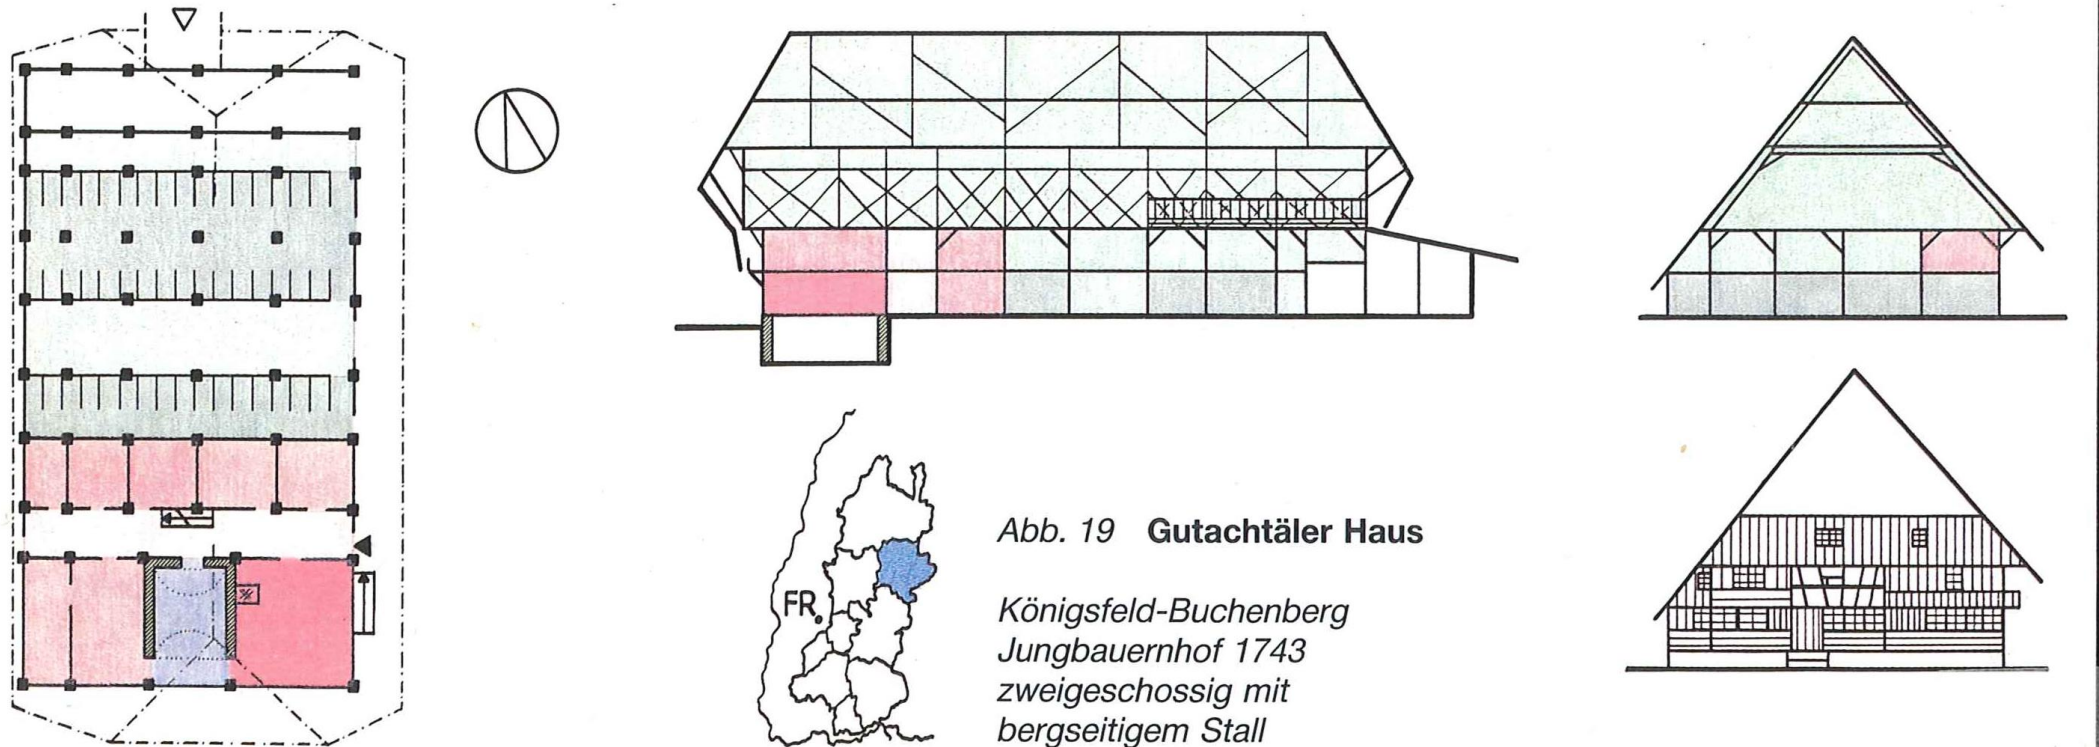 Abb. 19 Gutachtäler Haus
FR.
Königsfeld-Buchenberg
Jungbauernhof 1743
zweigeschossig mit
bergseitigem Stall